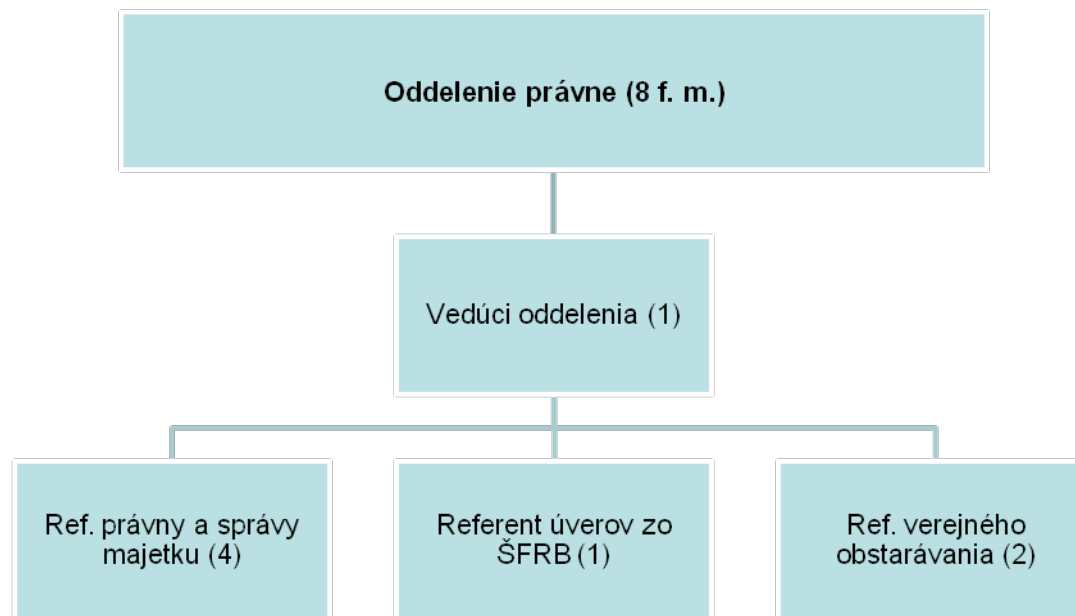 Oddelenie právne (8 f. m.)
Vedúci oddelenia (1)
Ref. právny a správy
majetku (4)
Referent úverov zo
ŠFRB (1)
Ref. verejného
obstarávania (2)